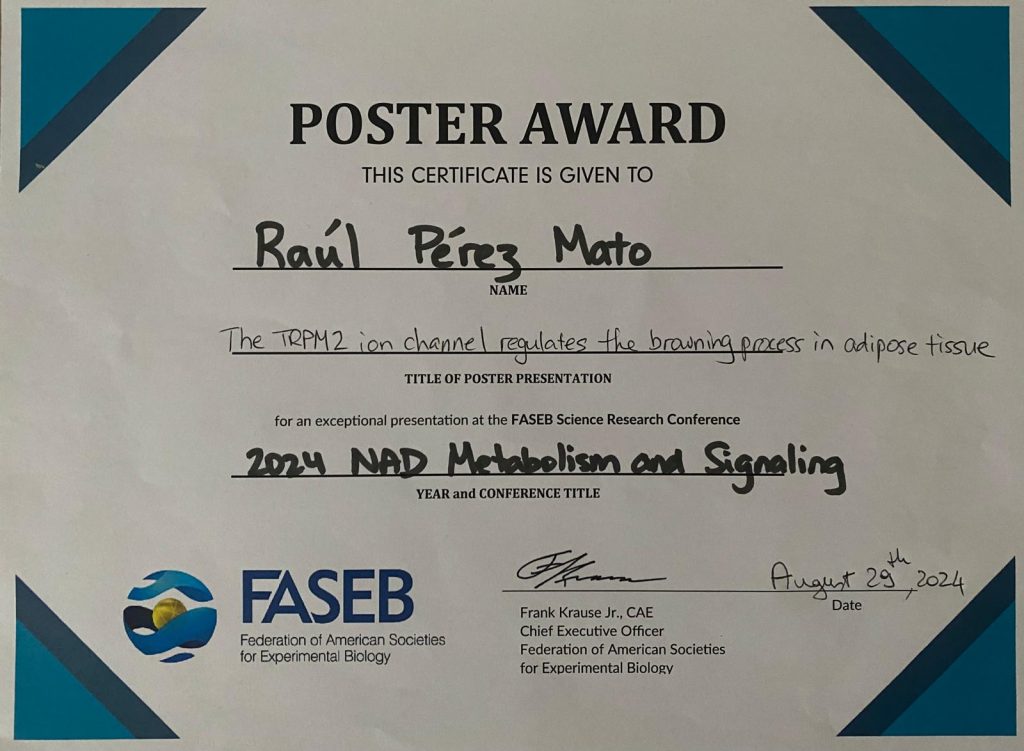 POSTER AWARD
THIS CERTIFICATE IS GIVEN TO
Raúl Pérez Mato
NAME
The TRPM2 ion channel regulates the browning process in adipose tissue
TITLE OF POSTER PRESENTATION
for an exceptional presentation at the FASEB Science Research Conference
2024 NAD Metabolism and Signaling
YEAR and CONFERENCE TITLE
FASEB
Federation of American Societies
for Experimental Biology
August 29th, 2024
Date
Frank Krause Jr., CAE
Chief Executive Officer
Federation of American Societies
for Experimental Biology